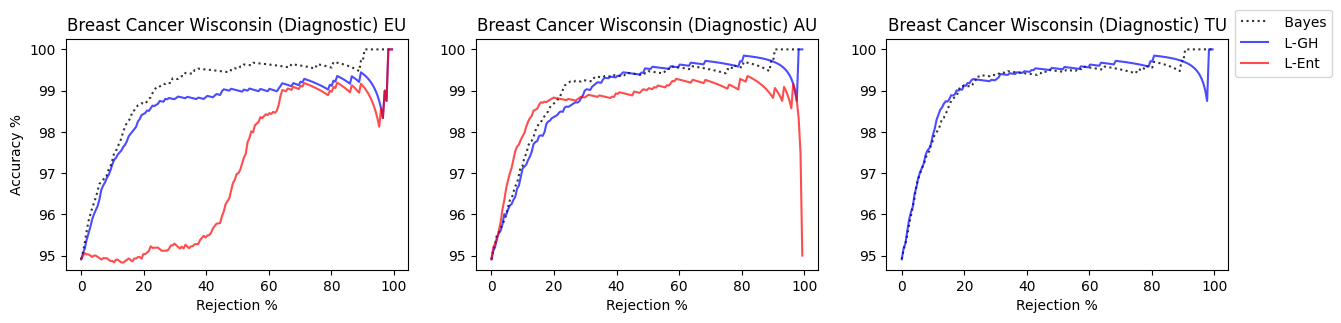 Breast Cancer Wisconsin (Diagnostic) EU
Accuracy %
100
99
98
97
96
95
0 20 40 60 80 100
Rejection %
Breast Cancer Wisconsin (Diagnostic) AU
100
99
98
97
96
95
0 20 40 60 80 100
Rejection %
Breast Cancer Wisconsin (Diagnostic) TU
100
99
98
97
96
95
0 20 40 60 80 100
Rejection %
Bayes
L-GH
L-Ent